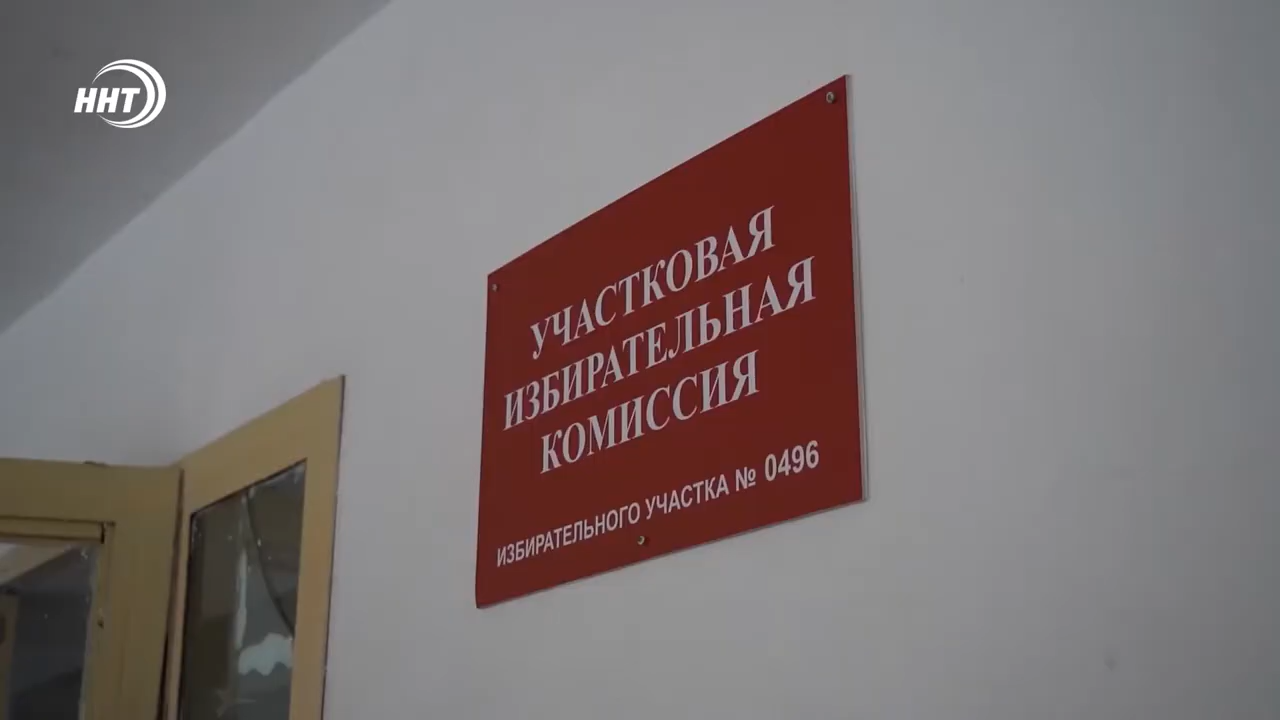 ННТ
УЧАСТКОВАЯ
ИЗБИРАТЕЛЬНАЯ
КОМИССИЯ
ИЗБИРАТЕЛЬНОГО УЧАСТКА № 0496